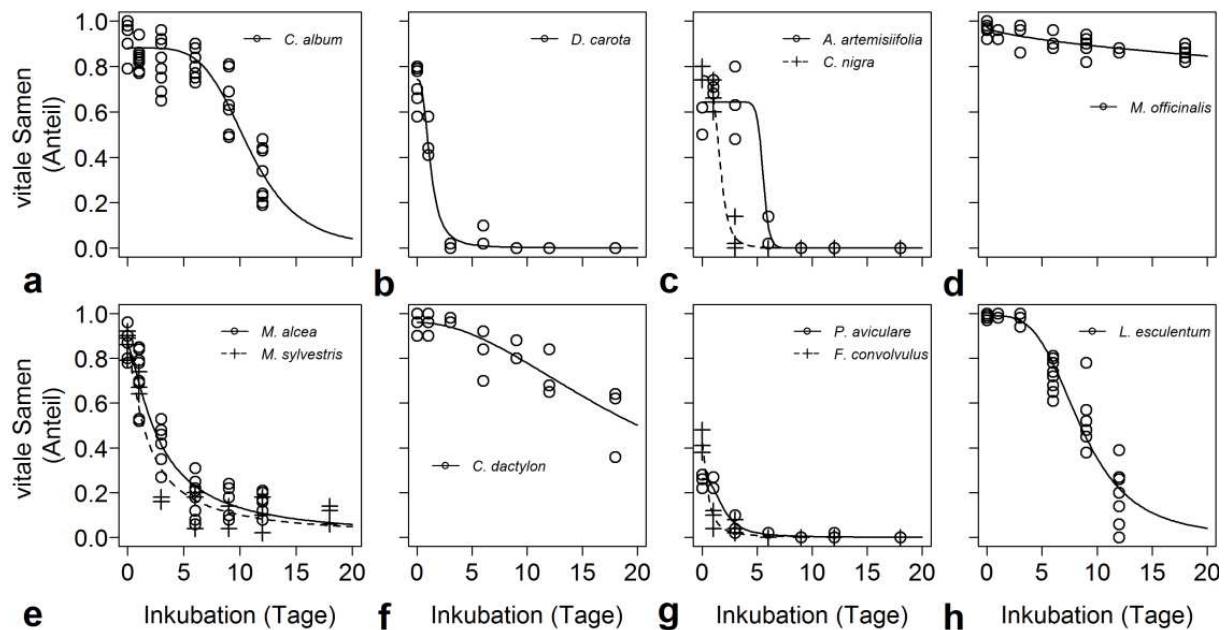 vitale Samen
(Anteil)
1.0
0.8
0.6
0.4
0.2
0.0
C. album
D. carota
A. artemisiifolia
C. nigra
M. officinalis
a
b
c
d
vitale Samen
(Anteil)
1.0
0.8
0.6
0.4
0.2
0.0
M. alcea
M. sylvestris
C. dactylon
P. aviculare
F. convolvulus
L. esculentum
0 5 10 15 20
0 5 10 15 20
0 5 10 15 20
0 5 10 15 20
e
Inkubation (Tage)
f
Inkubation (Tage)
g
Inkubation (Tage)
h
Inkubation (Tage)